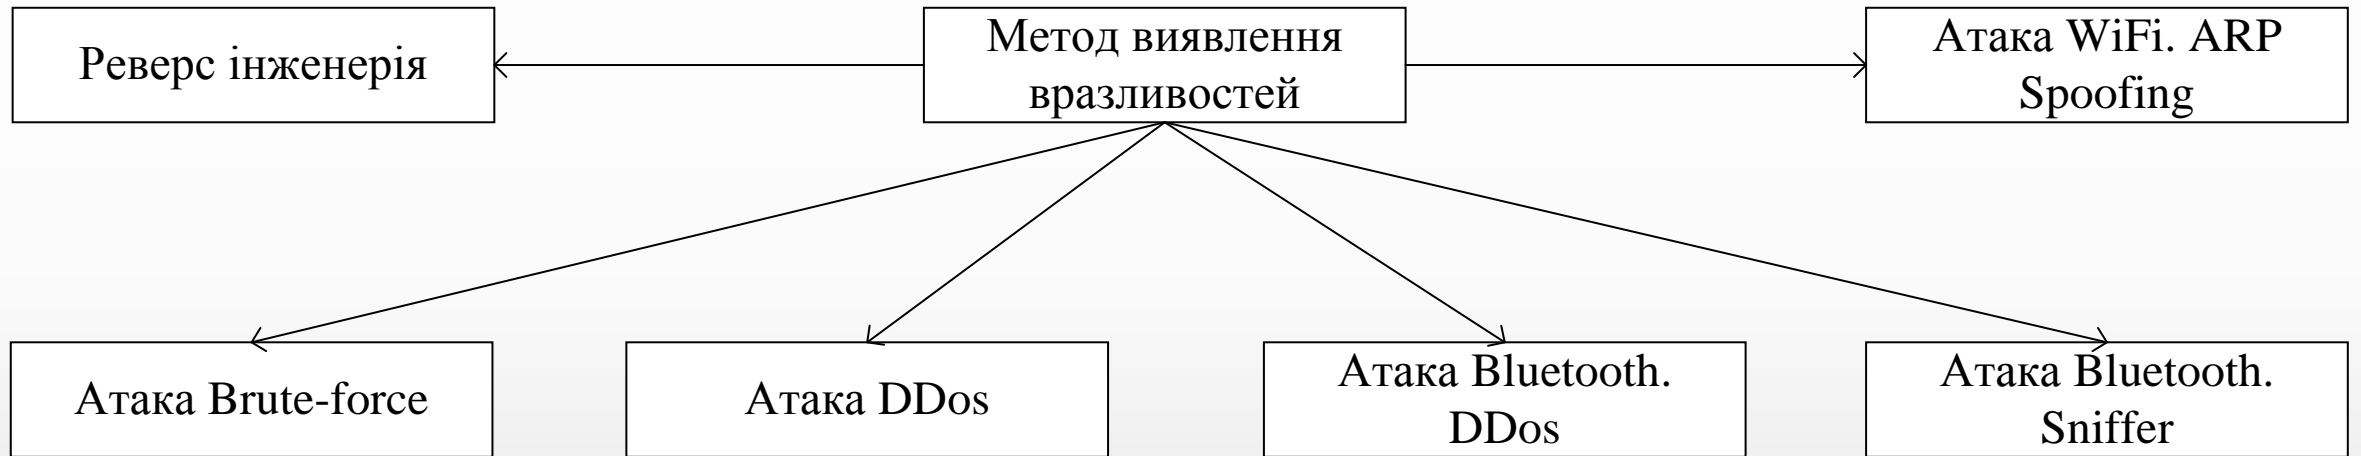 Реверс інженерія
Метод виявлення
вразливостей
Атака WiFi. ARP
Spoofing
Атака Brute-force
Атака DDos
Атака Bluetooth.
DDos
Атака Bluetooth.
Sniffer